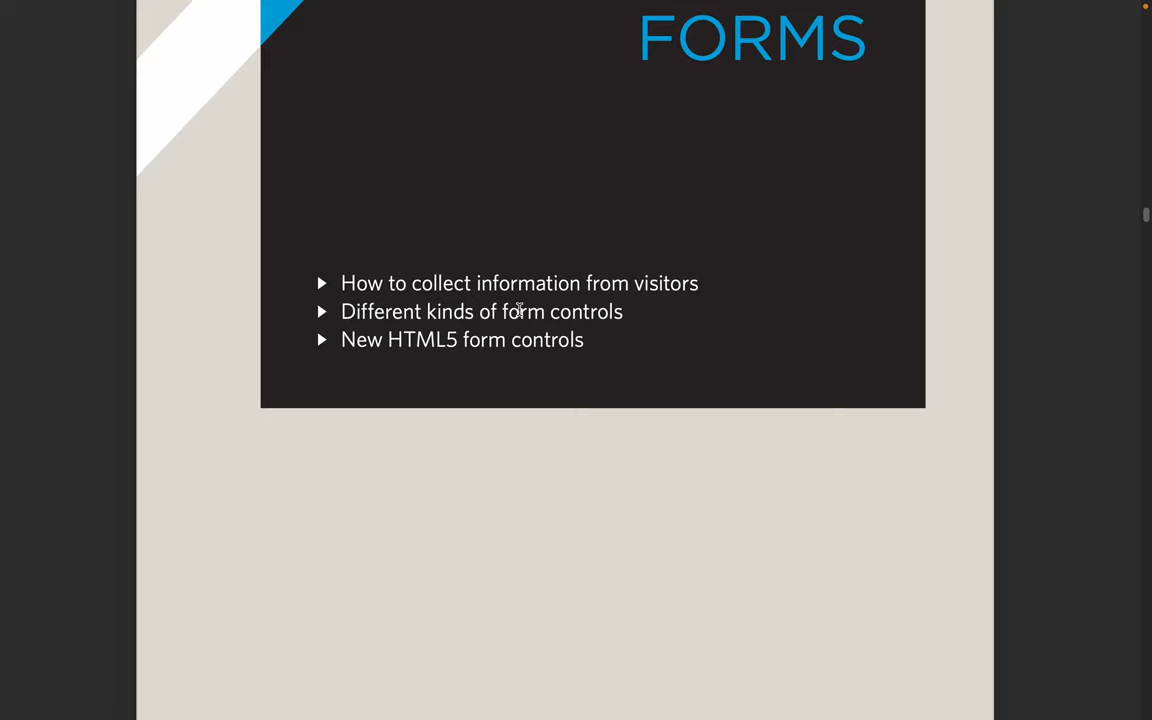 FORMS
How to collect information from visitors
Different kinds of form controls
New HTML5 form controls